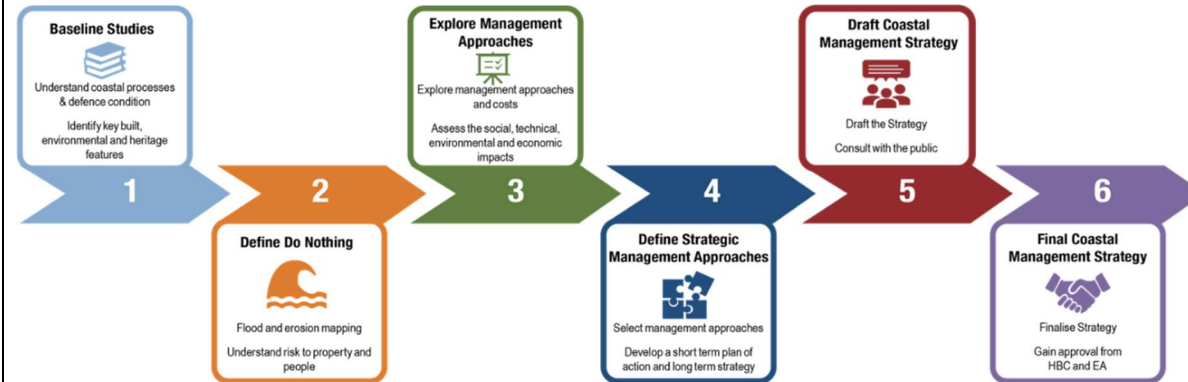 Baseline Studies
Understand coastal processes
& defence condition
Identify key built,
environmental and heritage
features
1
2
Define Do Nothing
Flood and erosion mapping
Understand risk to property and
people
Explore Management
Approaches
Explore management approaches
and costs
Assess the social, technical,
environmental and economic
impacts
3
4
Define Strategic
Management Approaches
Select management approaches
Develop a short term plan of
action and long term strategy
Draft Coastal
Management Strategy
Draft the Strategy
Consult with the public
5
6
Final Coastal
Management Strategy
Finalise Strategy
Gain approval from
HBC and EA